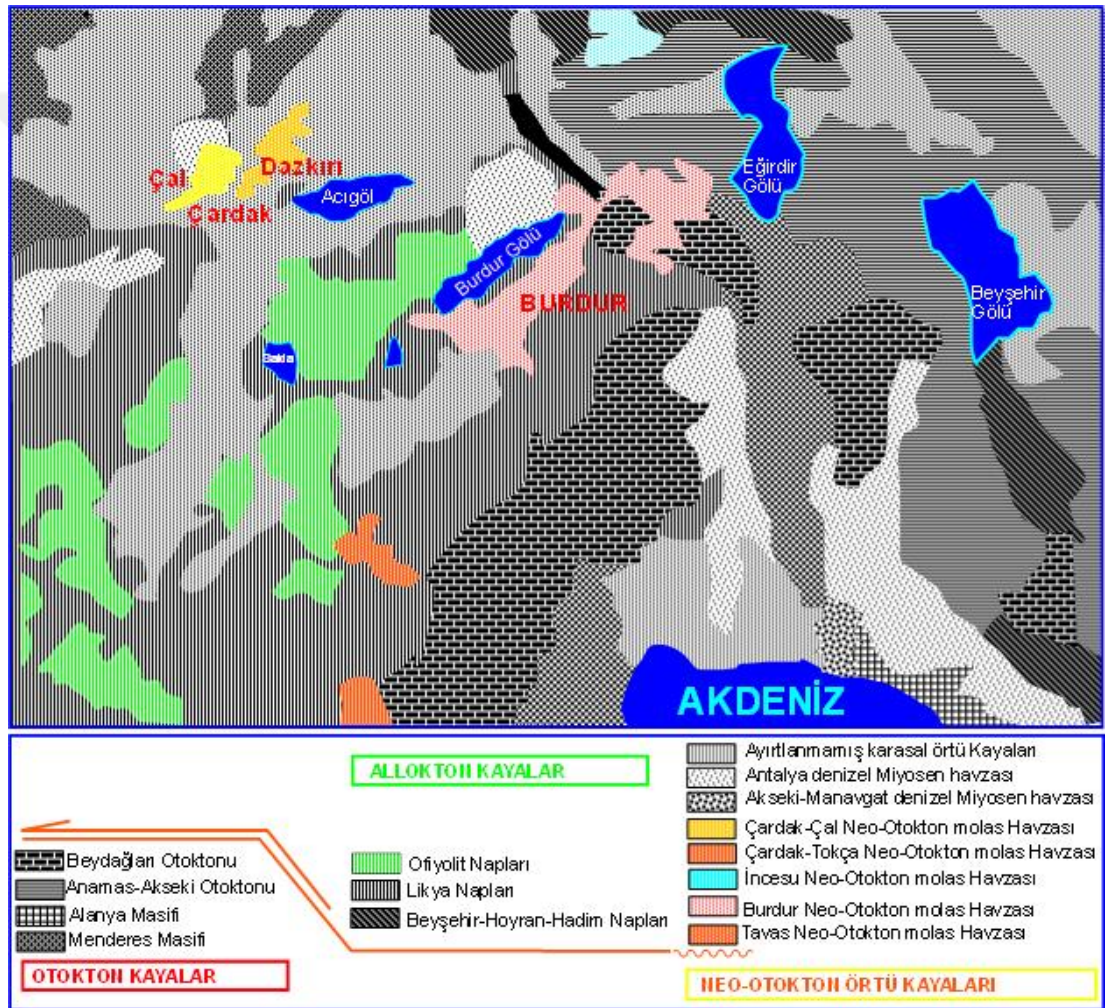 Çal
Dazkırı
Çardak
Acıgöl
Eğirdir
Gölü
Burdur Gölü
BURDUR
Beyşehir
Gölü
Salda
AKDENİZ
ALLOKTON KAYALAR
Beydağları Otoktonu
Anamas-Akseki Otoktonu
Alanya Masifi
Menderes Masifi
OTOKTON KAYALAR
Ofiyolit Napları
Likya Napları
Beyşehir-Hoyran-Hadim Napları
Ayırtlanmamış karasal örtü Kayaları
Antalya denizel Miyosen havzası
Akseki-Manavgat denizel Miyosen havzası
Çardak-Çal Neo-Otokton molas Havzası
Çardak-Tokça Neo-Otokton molas Havzası
İncesu Neo-Otokton molas Havzası
Burdur Neo-Otokton molas Havzası
Tavas Neo-Otokton molas Havzası
NEO-OTOKTON ÖRTÜ KAYALARI